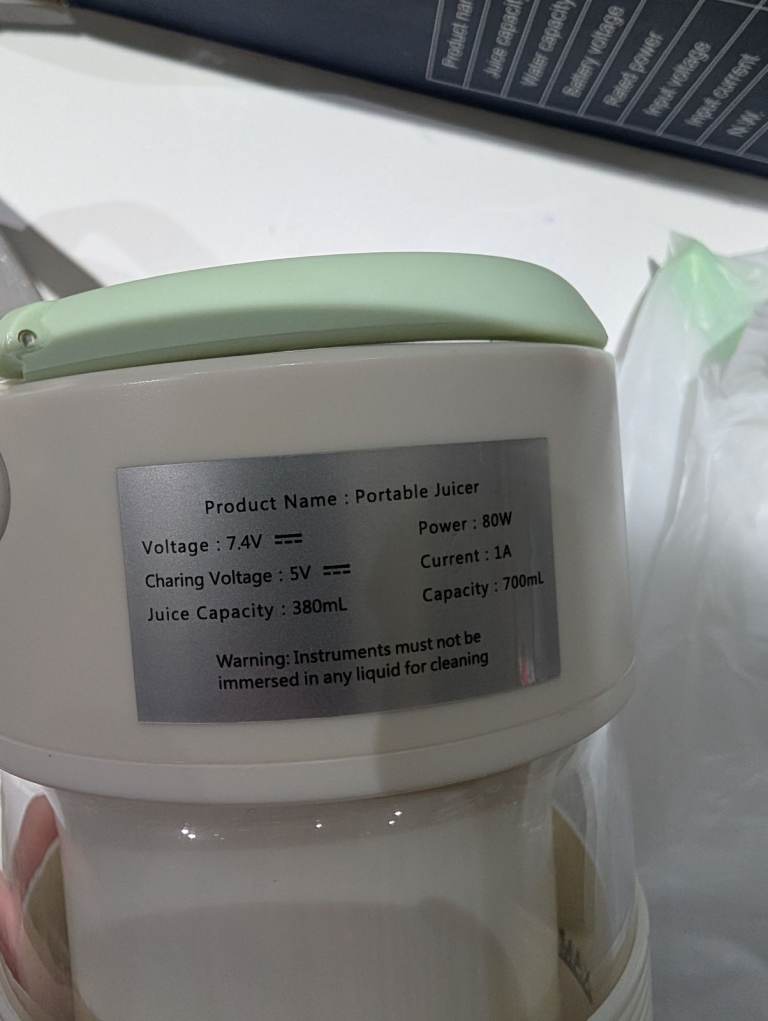 Product nam
Juice capacit
Water capacity
Battery voltage
Rated power
Input voltage
Input current
N.W.
Product Name : Portable Juicer
Voltage : 7.4V
Power : 80W
Charing Voltage : 5V
Current : 1A
Juice Capacity : 380mL
Capacity : 700mL
Warning: Instruments must not be
immersed in any liquid for cleaning